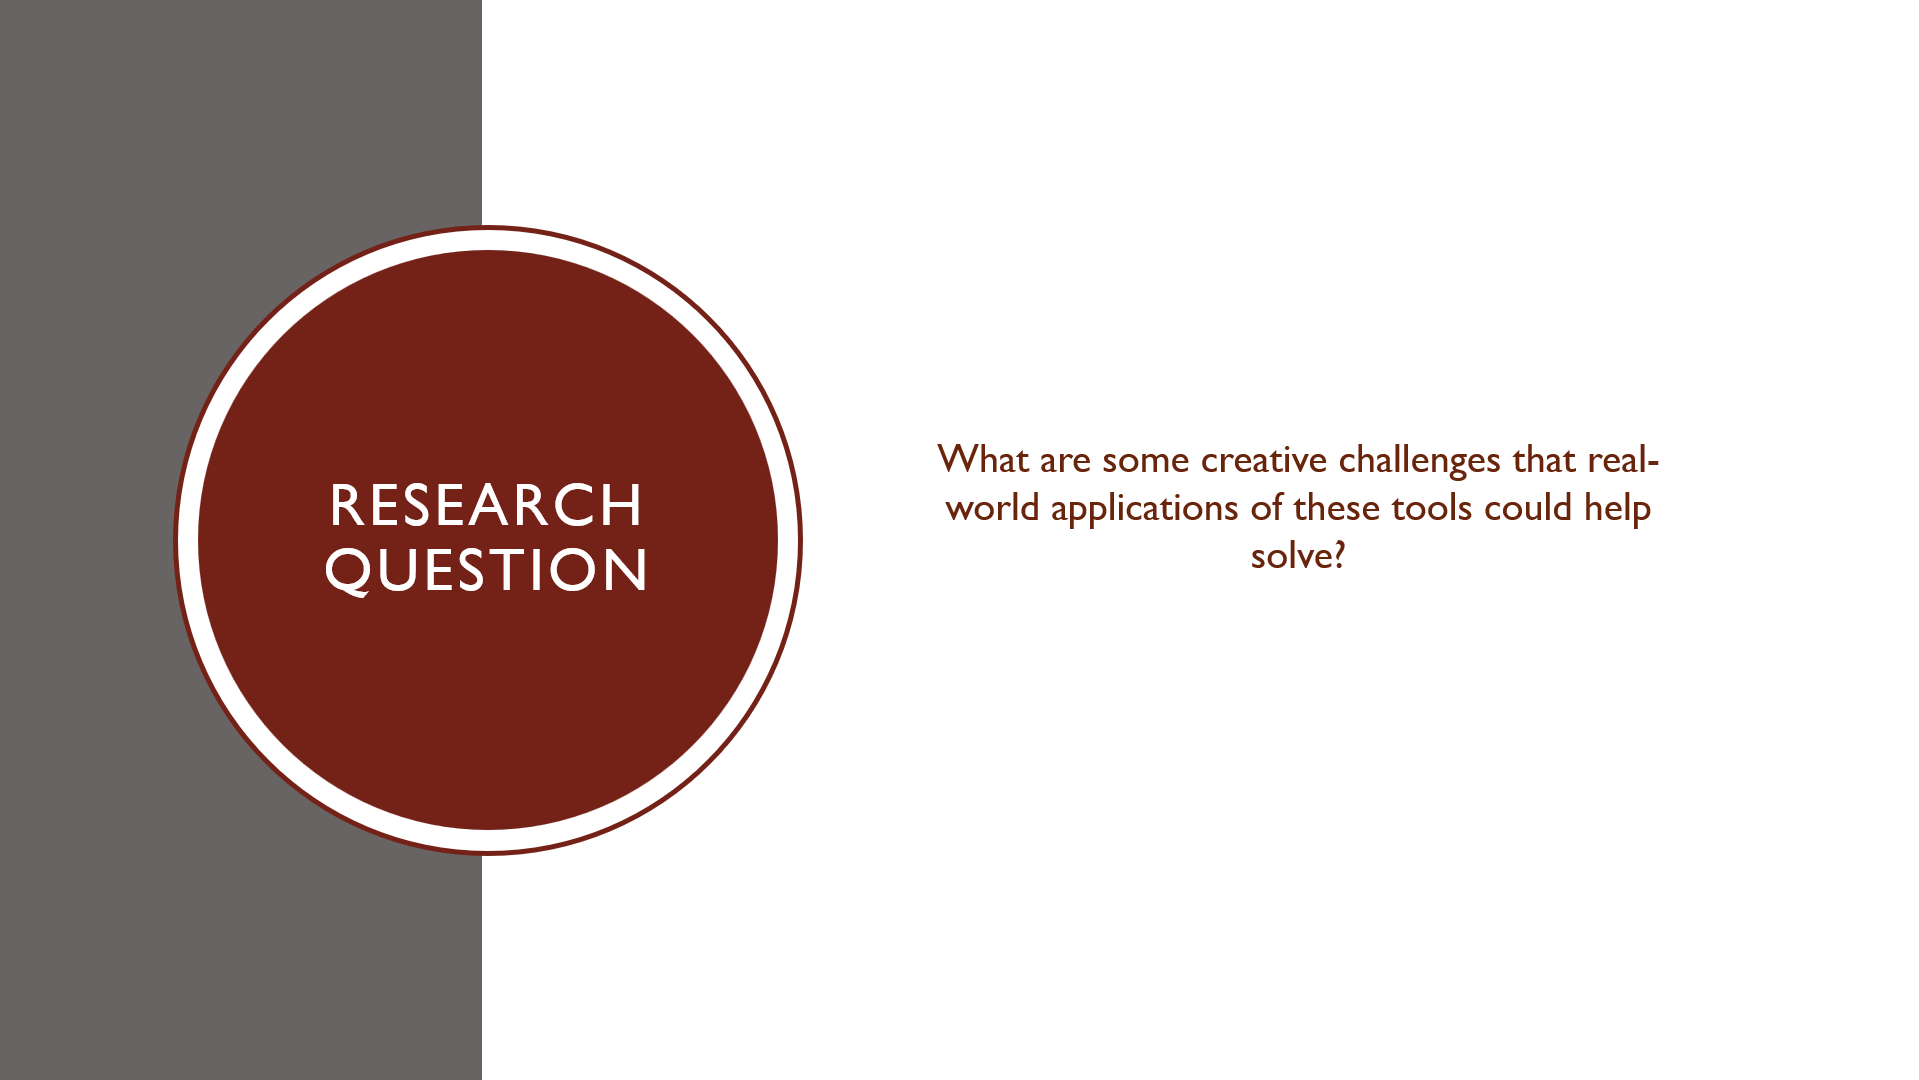 RESEARCH
QUESTION
What are some creative challenges that real-
world applications of these tools could help
solve?